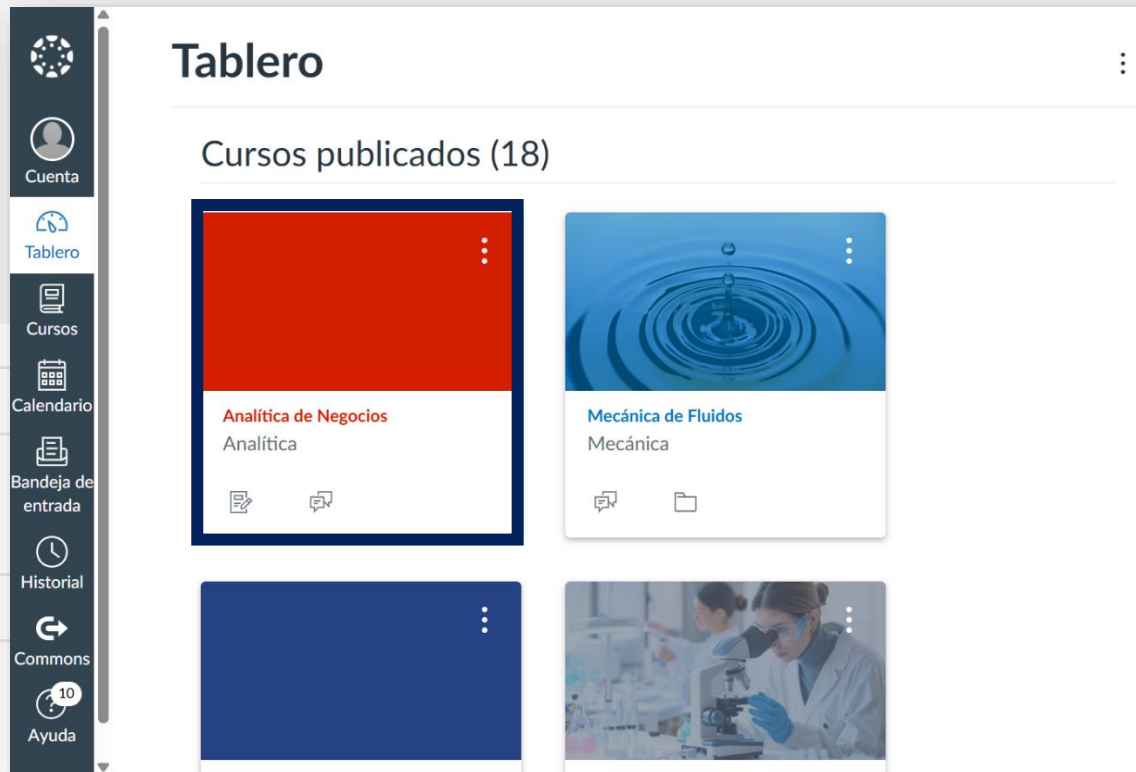 Tablero
Cursos publicados (18)
Cuenta
Tablero
Cursos
Calendario
Bandeja de
entrada
Historial
Commons
10
Ayuda
Analítica de Negocios
Analítica
Mecánica de Fluidos
Mecánica